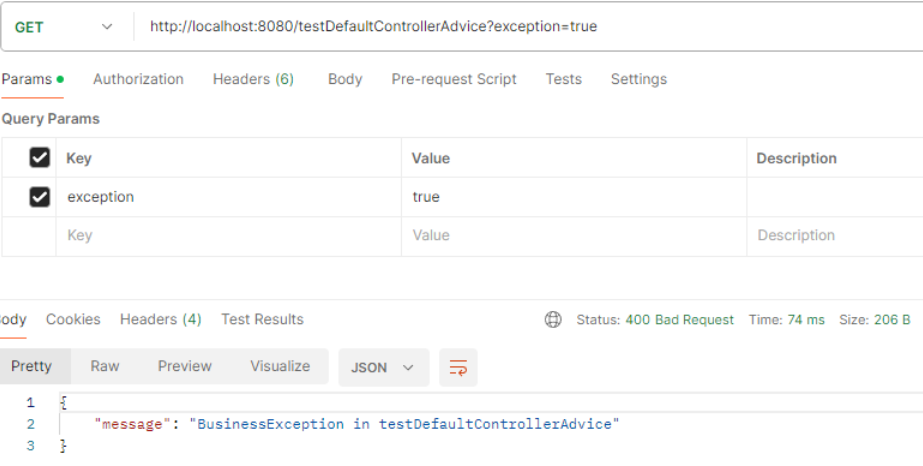 GET http://localhost:8080/testDefaultControllerAdvice?exception=true
Params Authorization Headers (6) Body Pre-request Script Tests Settings
Query Params
Key Value Description
exception true
Key Value Description
ody Cookies Headers (4) Test Results Status: 400 Bad Request Time: 74 ms Size: 206 B
Pretty Raw Preview Visualize JSON
1 {
2 "message": "BusinessException in testDefaultControllerAdvice"
3 }